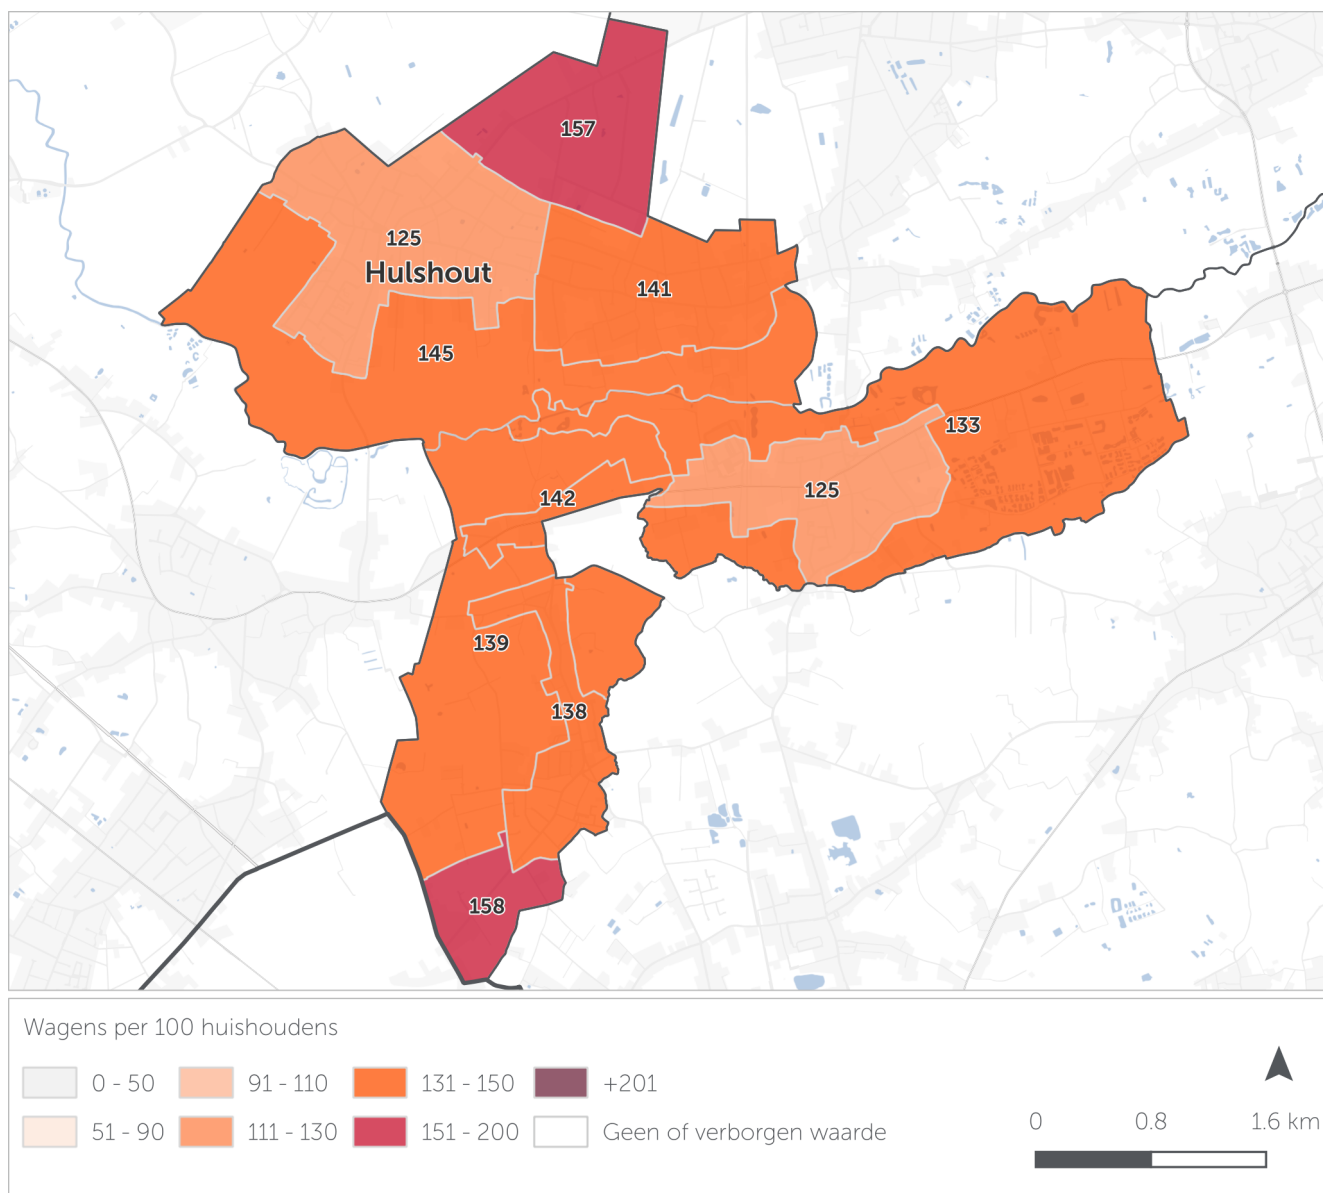 157
125
Hulshout
141
145
133
125
142
139
138
158
Wagens per 100 huishoudens
0 - 50
91 - 110
131 - 150
+201
51 - 90
111 - 130
151 - 200
Geen of verborgen waarde
0 0.8 1.6 km